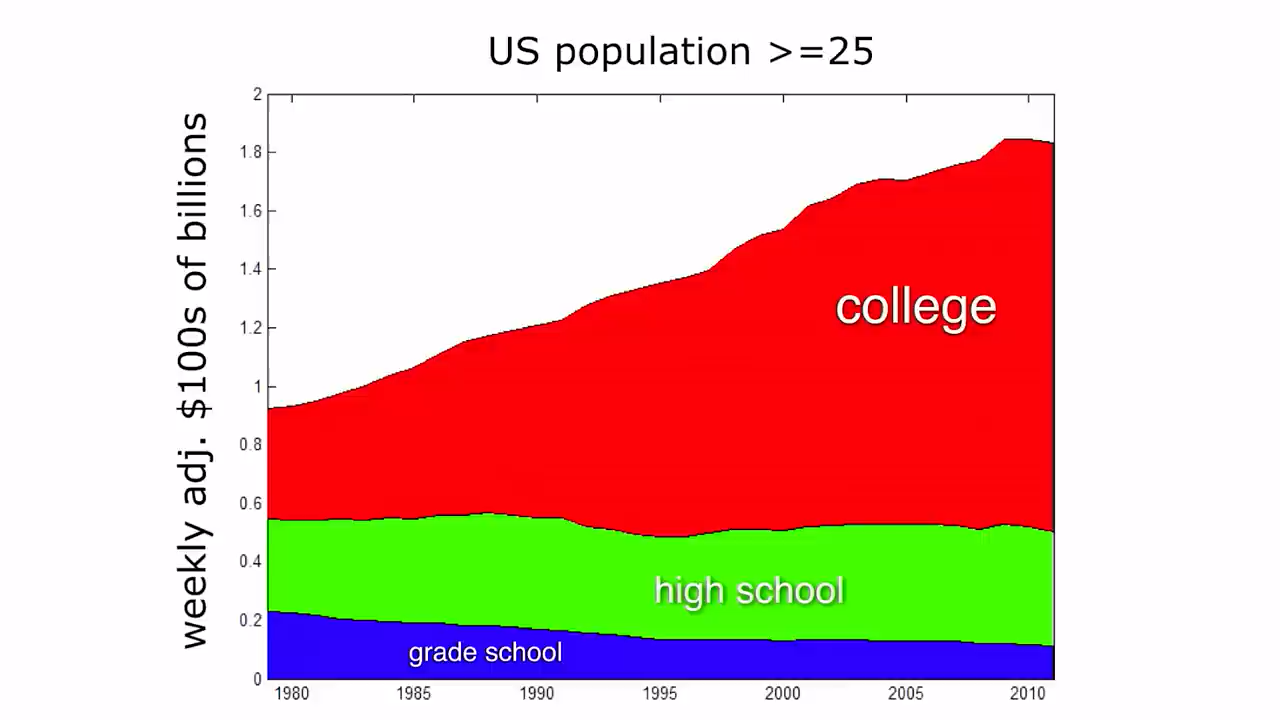 US population >=25
weekly adj. $100s of billions
2
1.8
1.6
1.4
1.2
1
0.8
0.6
0.4
0.2
0
college
high school
grade school
1980 1985 1990 1995 2000 2005 2010